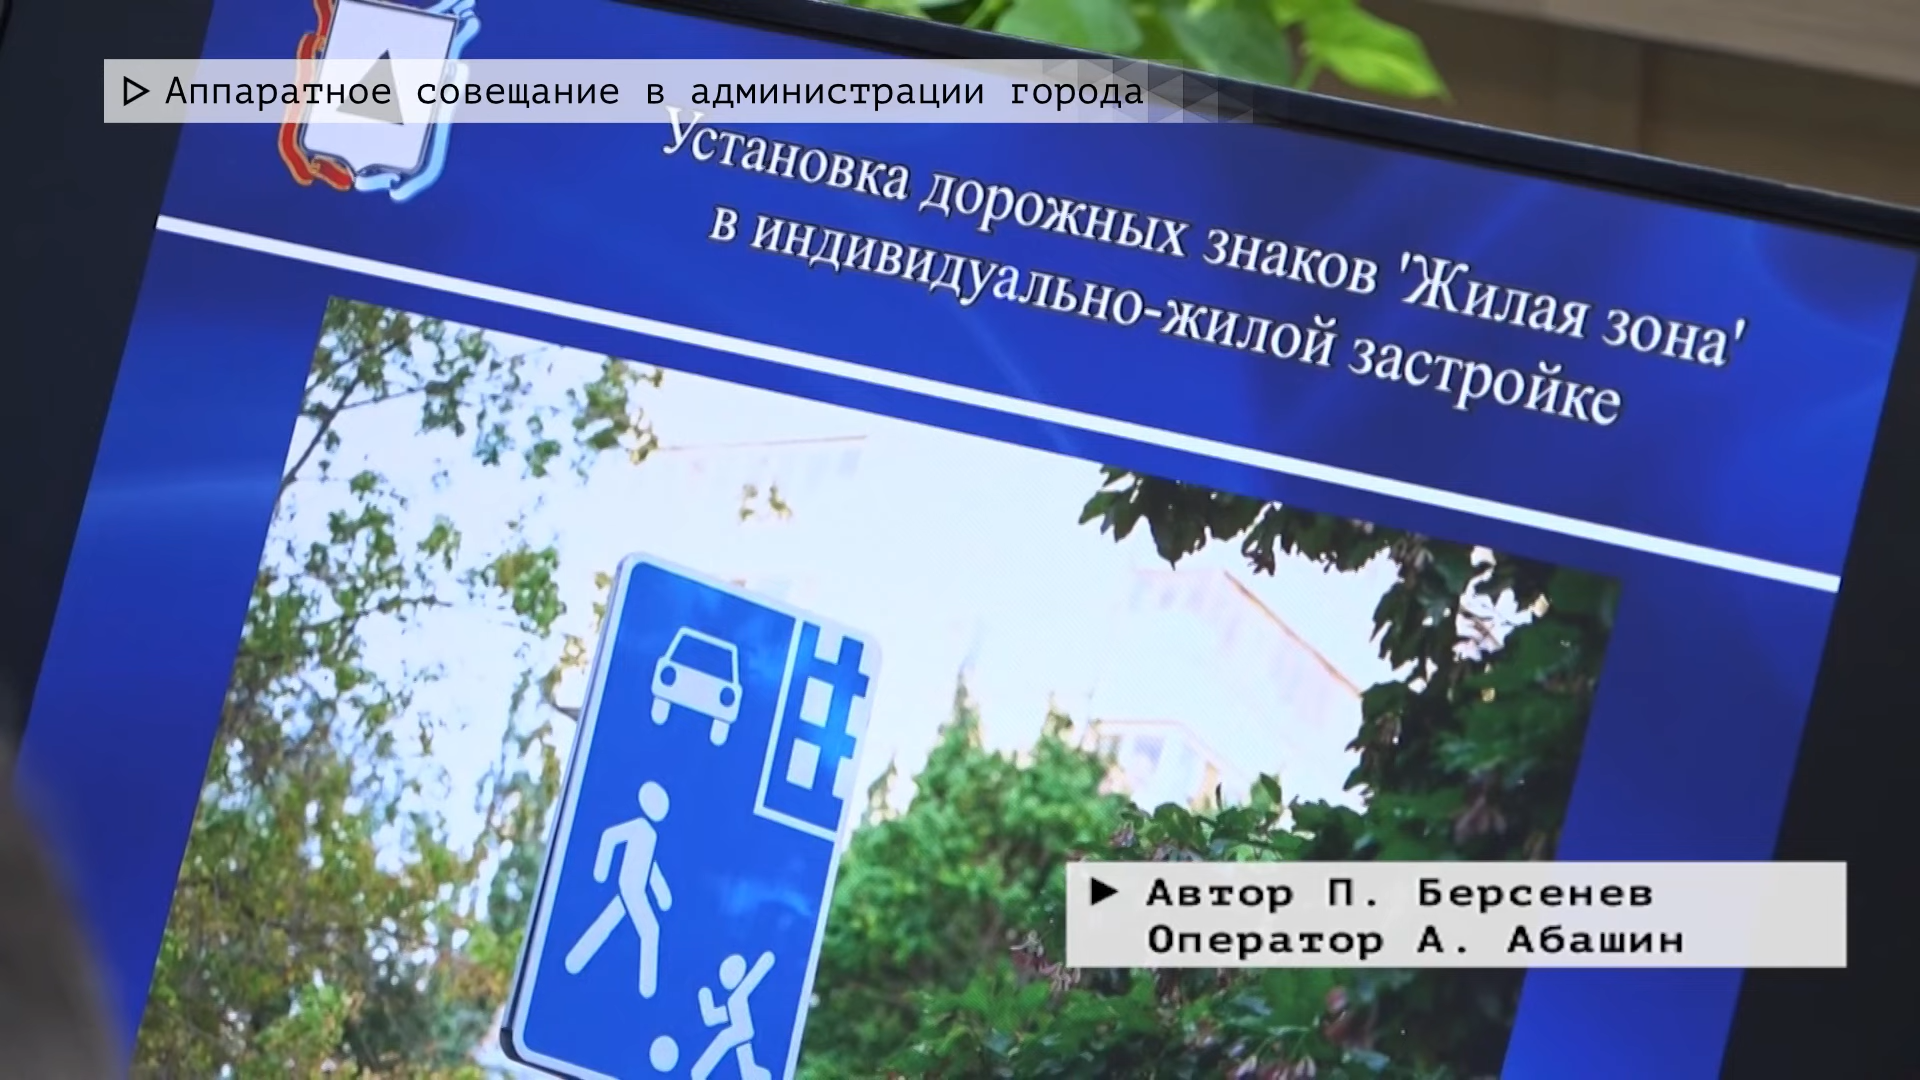 Аппаратное совещание в администрации города
Установка дорожных знаков 'Жилая зона'
в индивидуально-жилой застройке
Автор П. Берсенев
Оператор А. Абашин